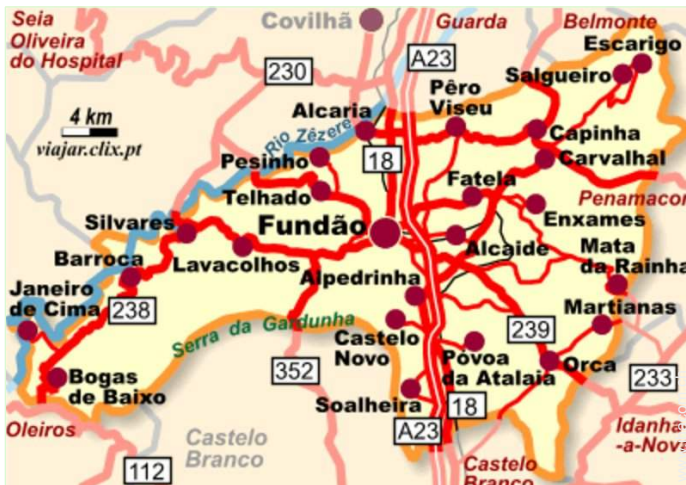 Covilhã
Seia
Oliveira
do Hospital
Guarda
Belmonte
A23
230
Escarigo
Salgueiro
4 km
viajar.clix.pt
Rio Zêzere
Alcaria
Pêro
Viseu
Capinha
Carvalhal
Pesinho
18
Telhado
Fatela
Penamacor
Enxames
Silvares
Fundão
Alcaide
Mata
da Rainha
Barroca
Lavacolhos
Alpedrinha
Janeiro
de Cima
238
Martianas
Serra da Gardunha
Castelo
Novo
239
Póvoa
da Atalaia
Orca
352
233
Bogas
de Baixo
Soalheira
18
A23
Oleiros
Castelo
Branco
Idanha
-a-Nova
112
Castelo
Branco